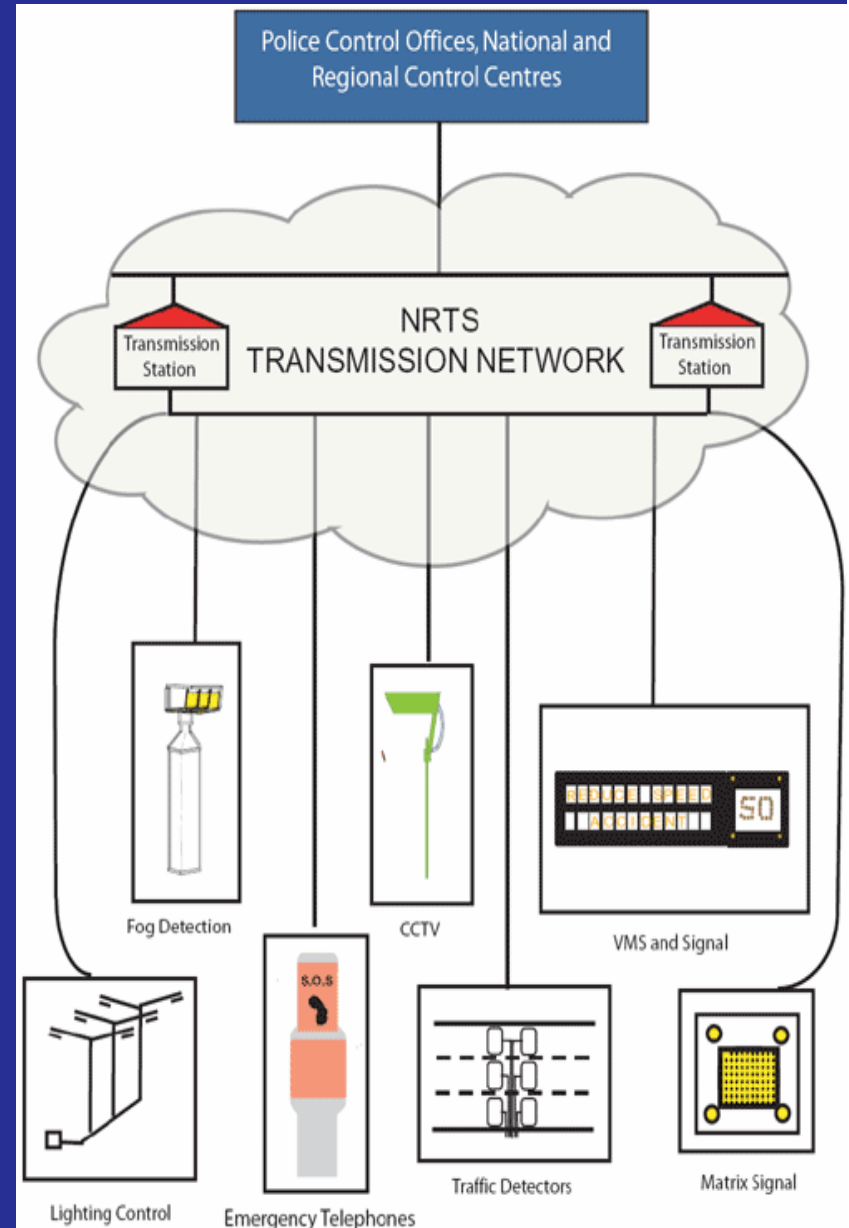 Police Control Offices, National and
Regional Control Centres
NRTS
TRANSMISSION NETWORK
Transmission
Station
Transmission
Station
Fog Detection
CCTV
REDUCE SPEED
ACCIDENT
50
VMS and Signal
S.O.S
Lighting Control
Emergency Telephones
Traffic Detectors
Matrix Signal